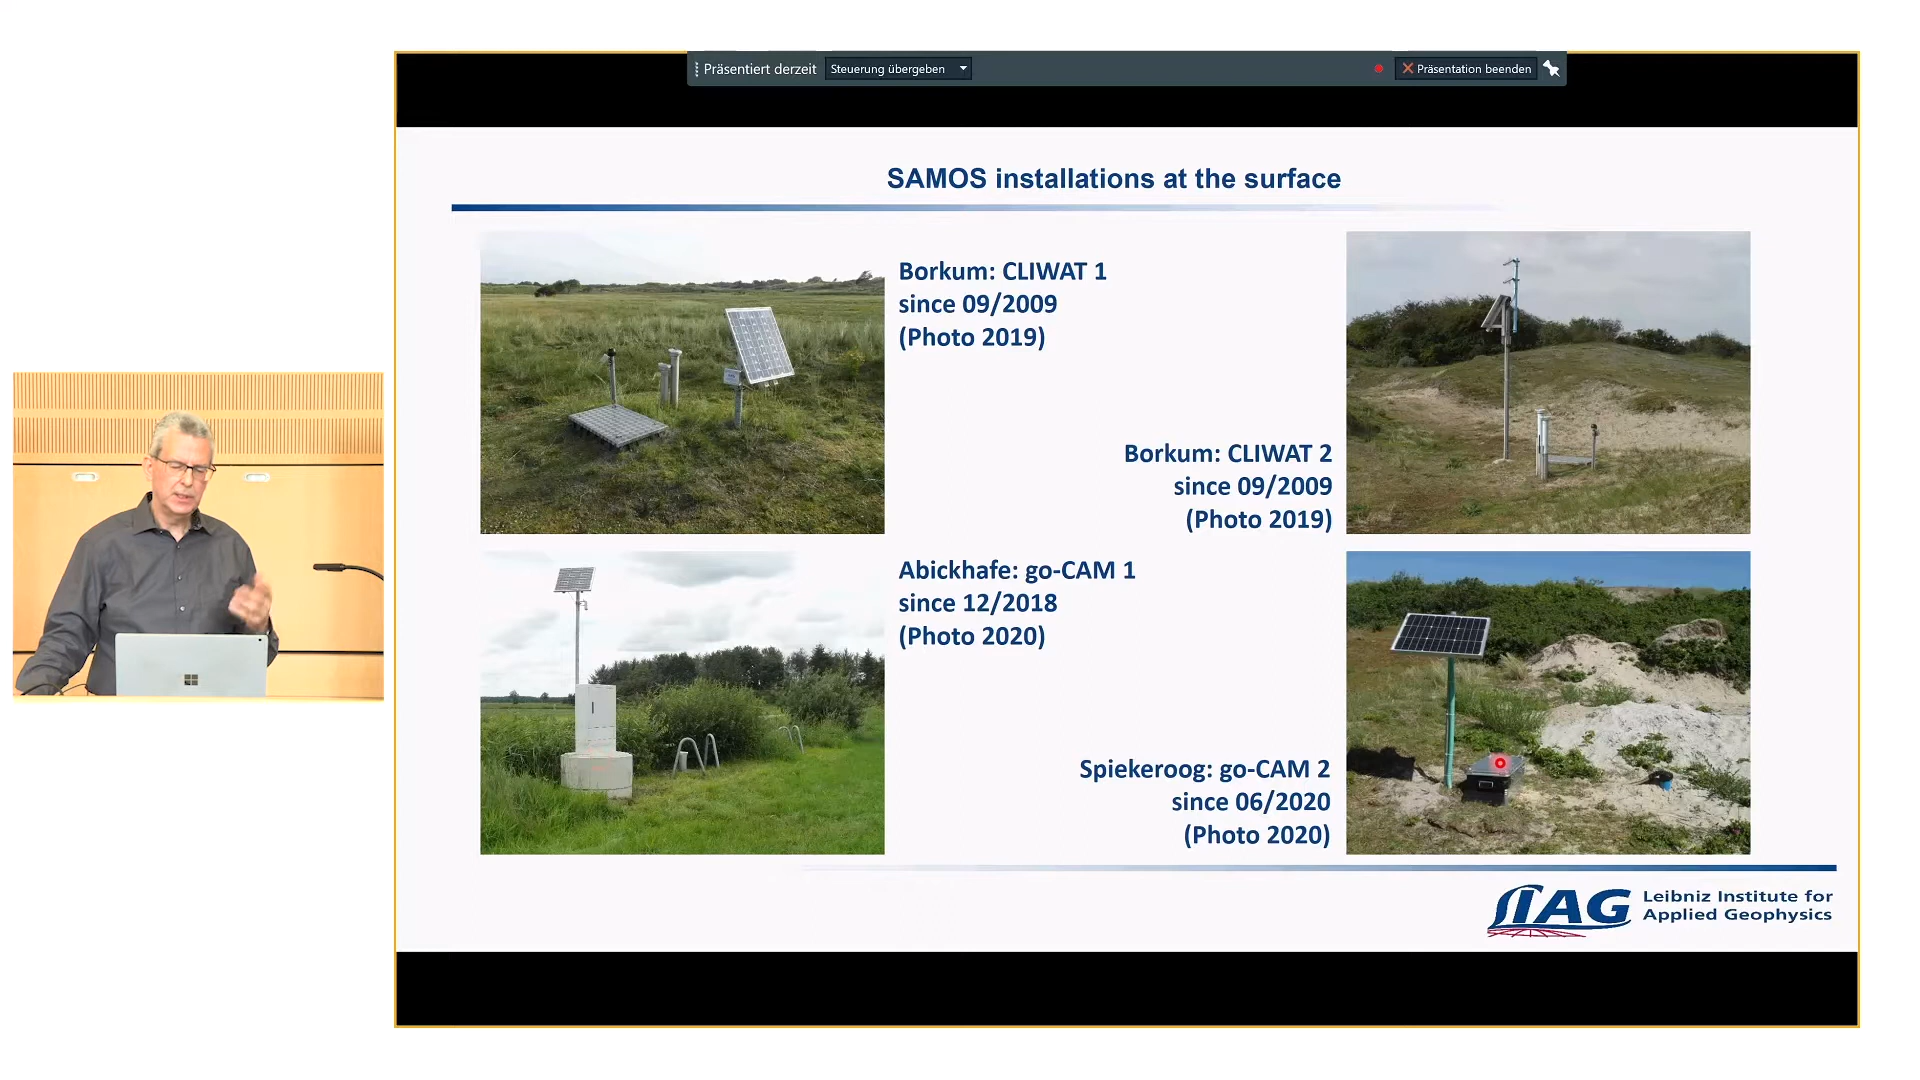 Präsentiert derzeit
Steuerung übergeben
Präsentation beenden
SAMOS installations at the surface
Borkum: CLIWAT 1
since 09/2009
(Photo 2019)
Borkum: CLIWAT 2
since 09/2009
(Photo 2019)
Abickhafe: go-CAM 1
since 12/2018
(Photo 2020)
Spiekeroog: go-CAM 2
since 06/2020
(Photo 2020)
LIAG
Leibniz Institute for
Applied Geophysics